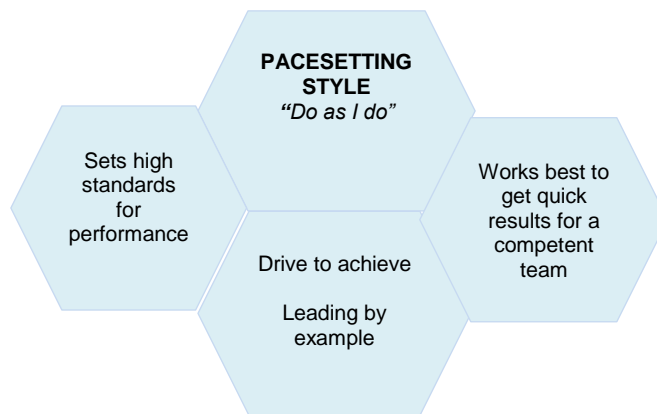 PACESETTING
STYLE
“Do as I do”
Sets high
standards
for
performance
Works best to
get quick
results for a
competent
team
Drive to achieve
Leading by
example